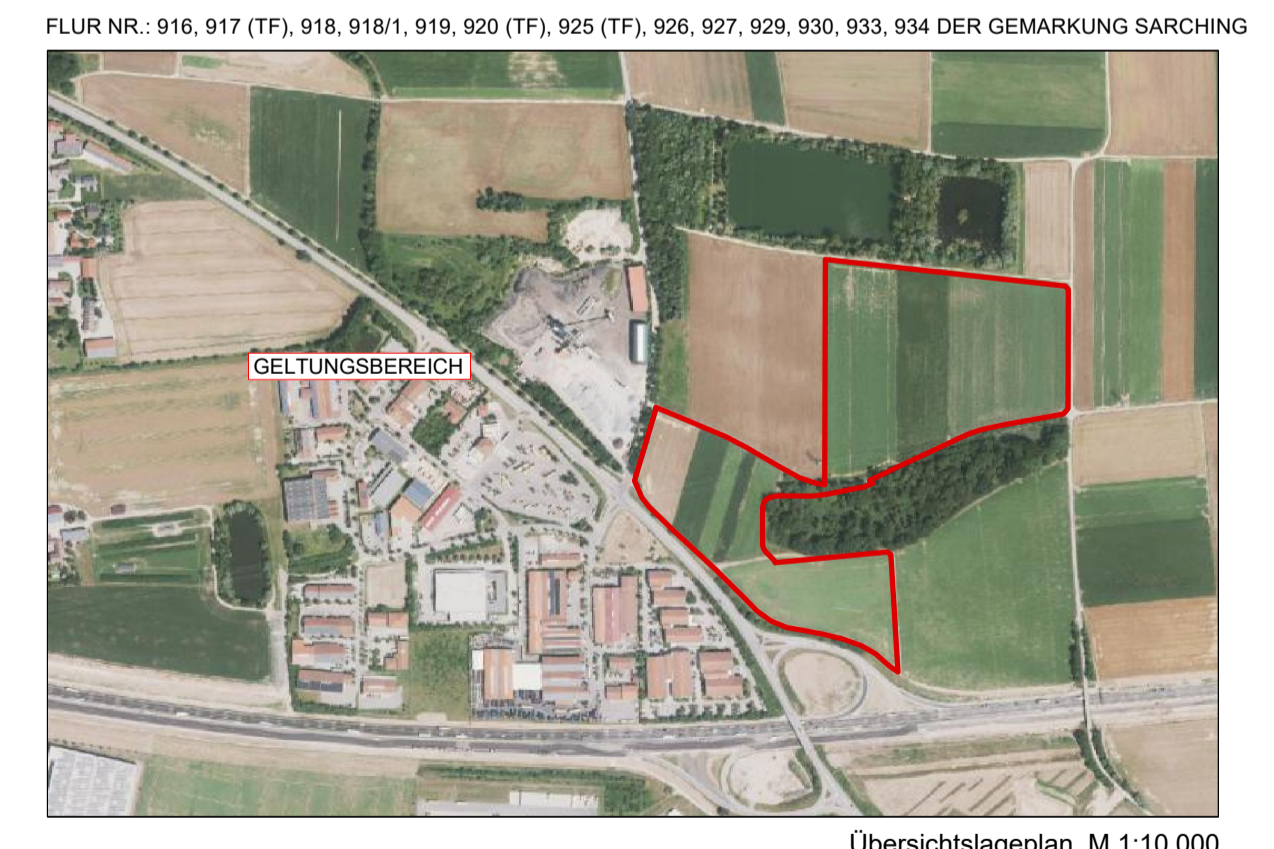 FLUR NR.: 916, 917 (TF), 918, 918/1, 919, 920 (TF), 925 (TF), 926, 927, 929, 930, 933, 934 DER GEMARKUNG SARCHING
GELTUNGSBEREICH
Übersichtslageplan M 1:10.000